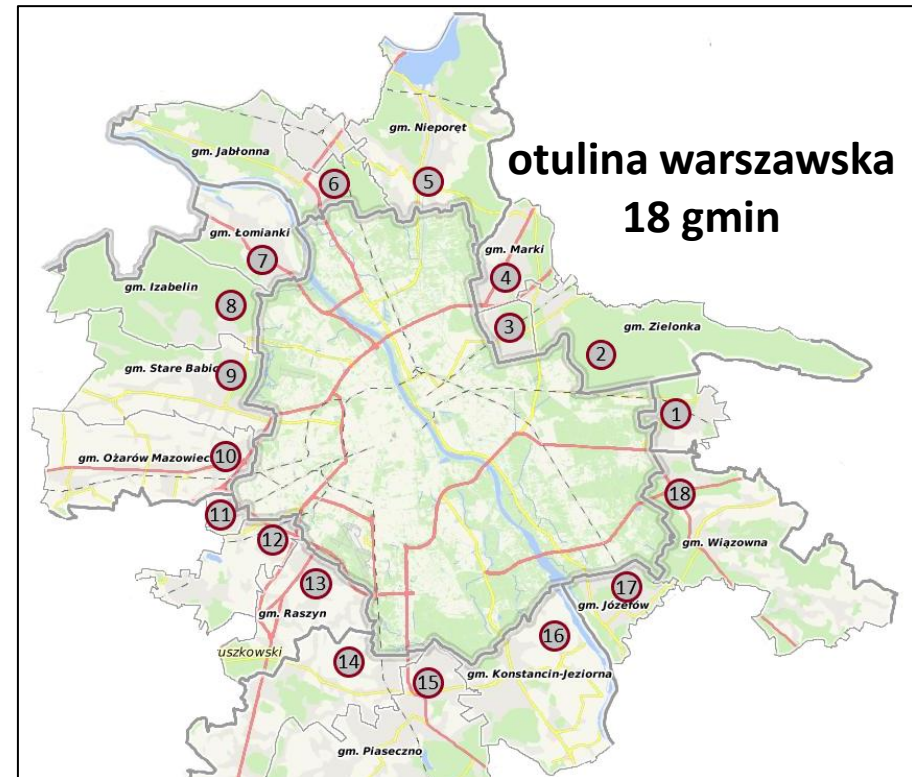 gm. Nieporęt
gm. Jabłonna
otulina warszawska
18 gmin
6
5
gm. Łomianki
7
gm. Marki
4
gm. Izabelin
8
3
gm. Zielonka
2
gm. Stare Babic
9
1
gm. Ożarów Mazowiec
10
18
11
12
gm. Wiązowna
13
17
gm. Józefów
gm. Raszyn
16
uszkowski
14
gm. Konstancin-Jeziorna
15
gm. Piaseczno